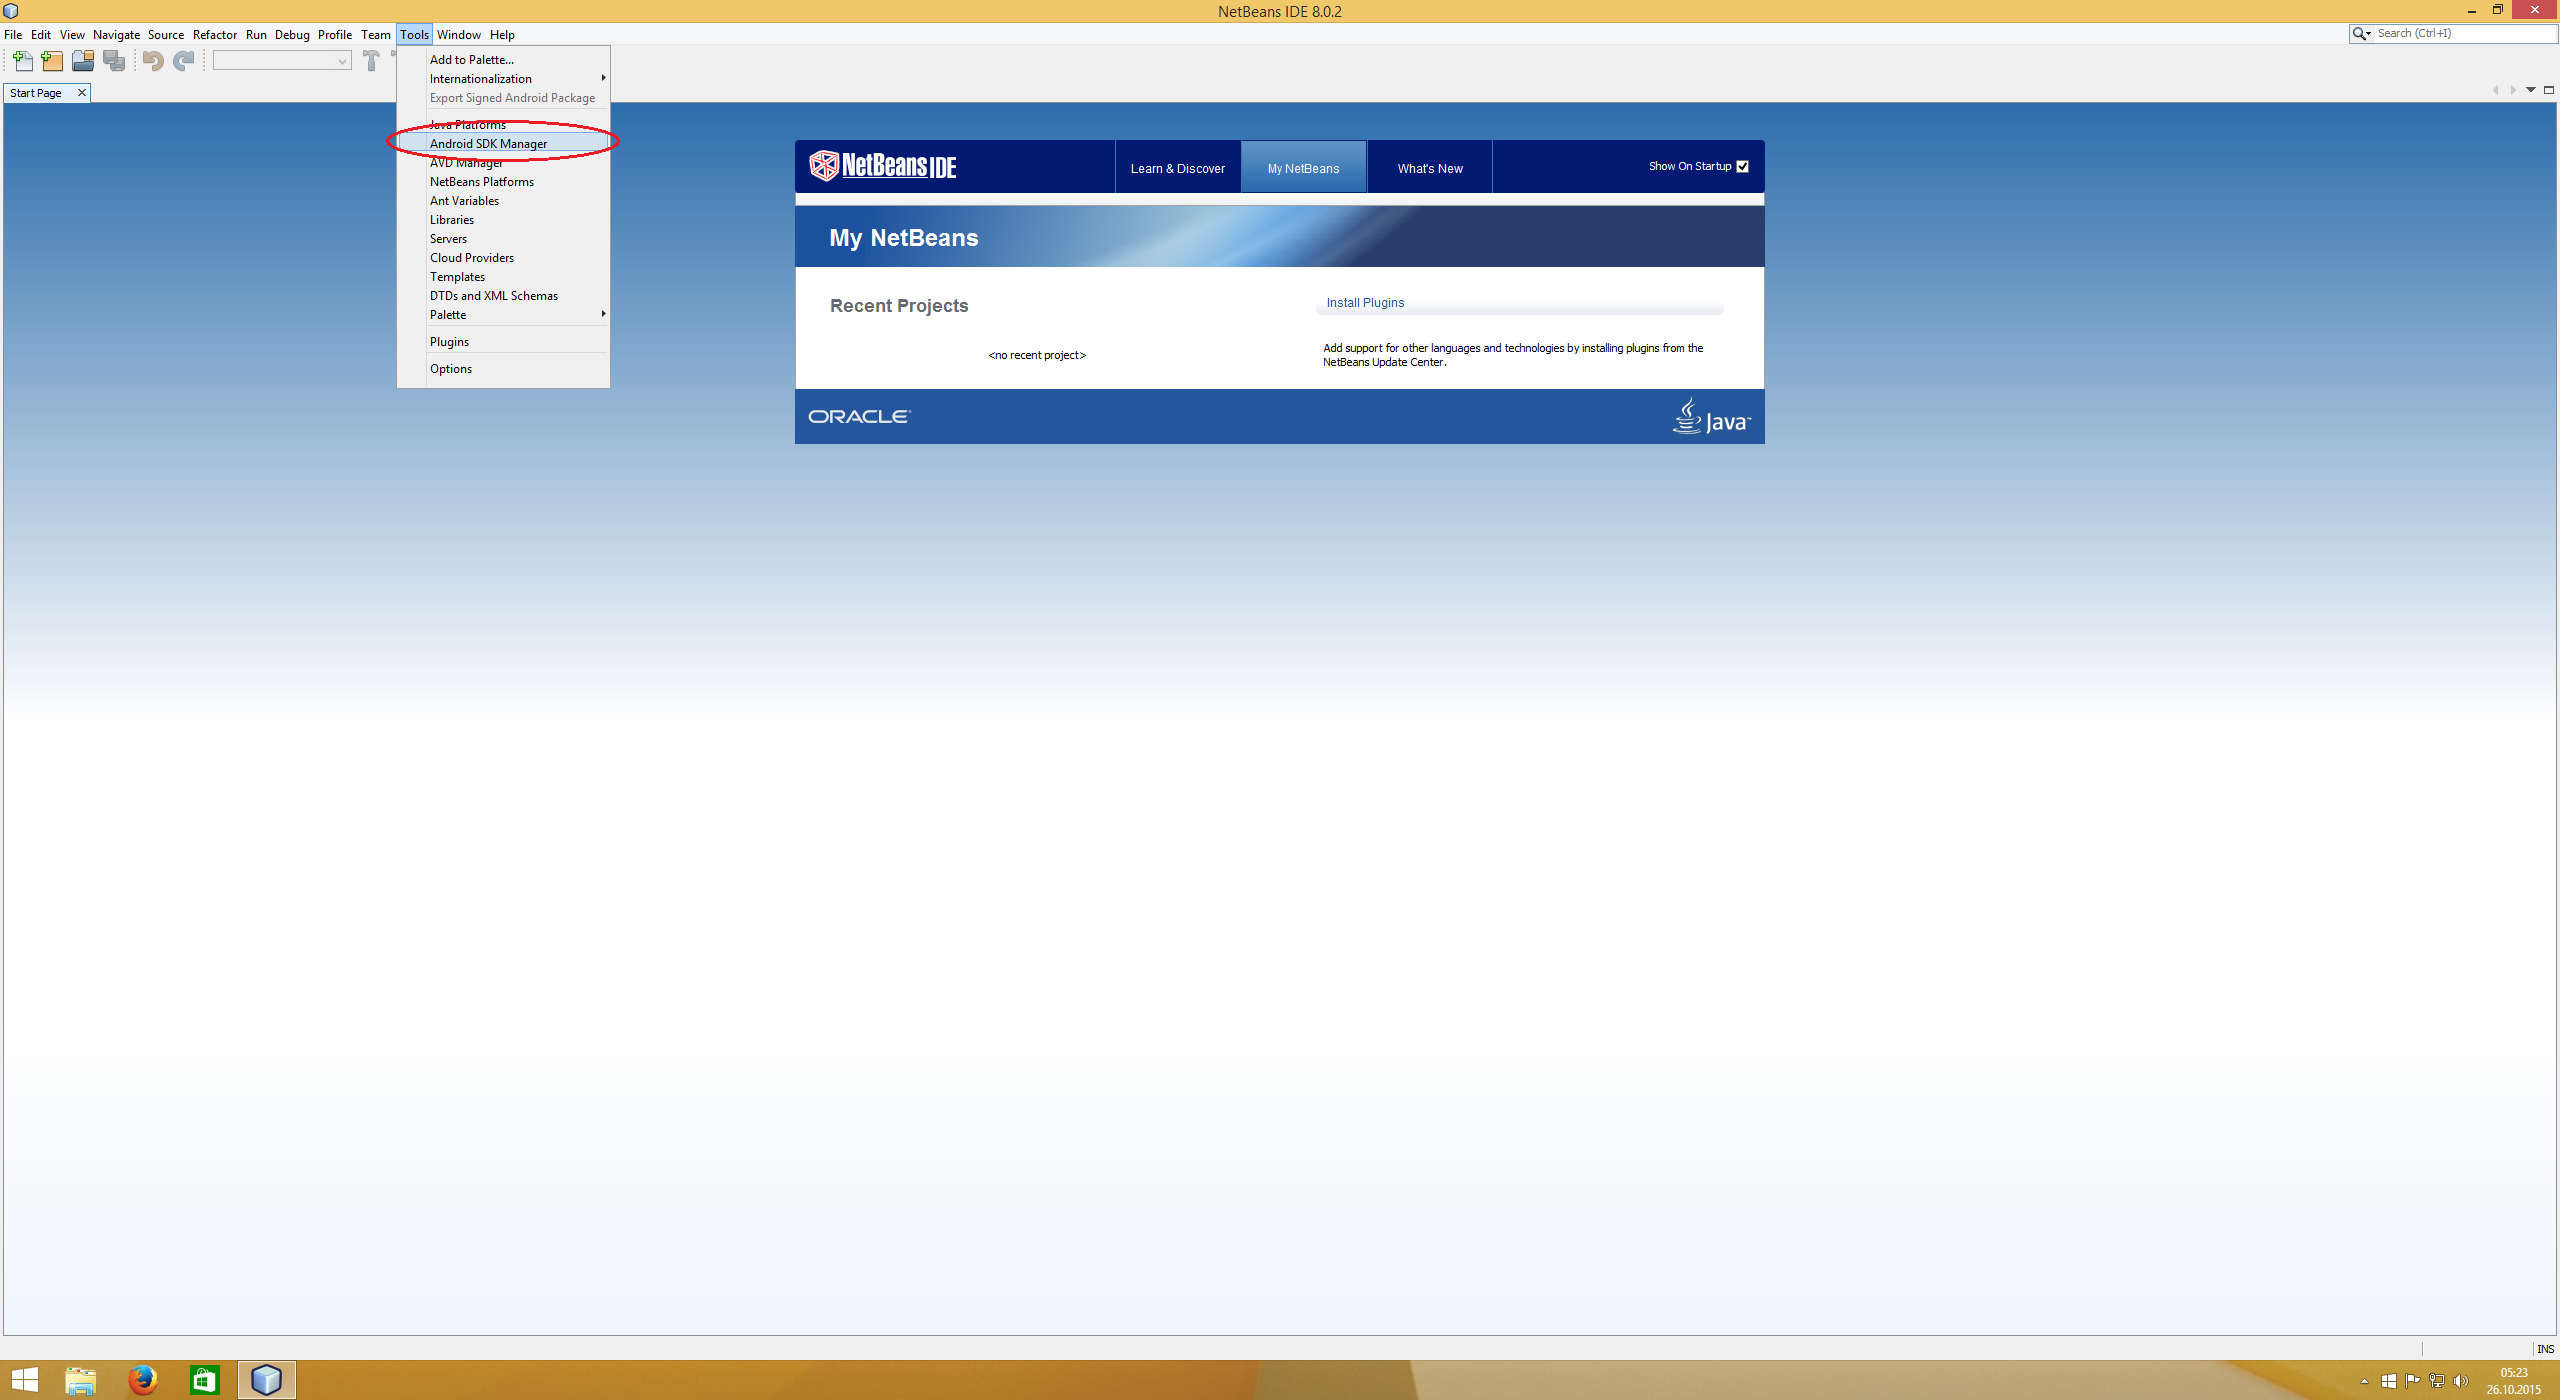 NetBeans IDE 8.0.2
File Edit View Navigate Source Refactor Run Debug Profile Team Tools Window Help
Search (Ctrl+I)
Start Page
Add to Palette...
Internationalization
Export Signed Android Package
Java Platforms
Android SDK Manager
AVD Manager
NetBeans Platforms
Ant Variables
Libraries
Servers
Cloud Providers
Templates
DTDs and XML Schemas
Palette
Plugins
Options
NetBeans IDE
Learn & Discover
My NetBeans
What's New
Show On Startup
My NetBeans
Recent Projects
<no recent project>
Install Plugins
Add support for other languages and technologies by installing plugins from the
NetBeans Update Center.
ORACLE
Java
INS
05:23
26.10.2015